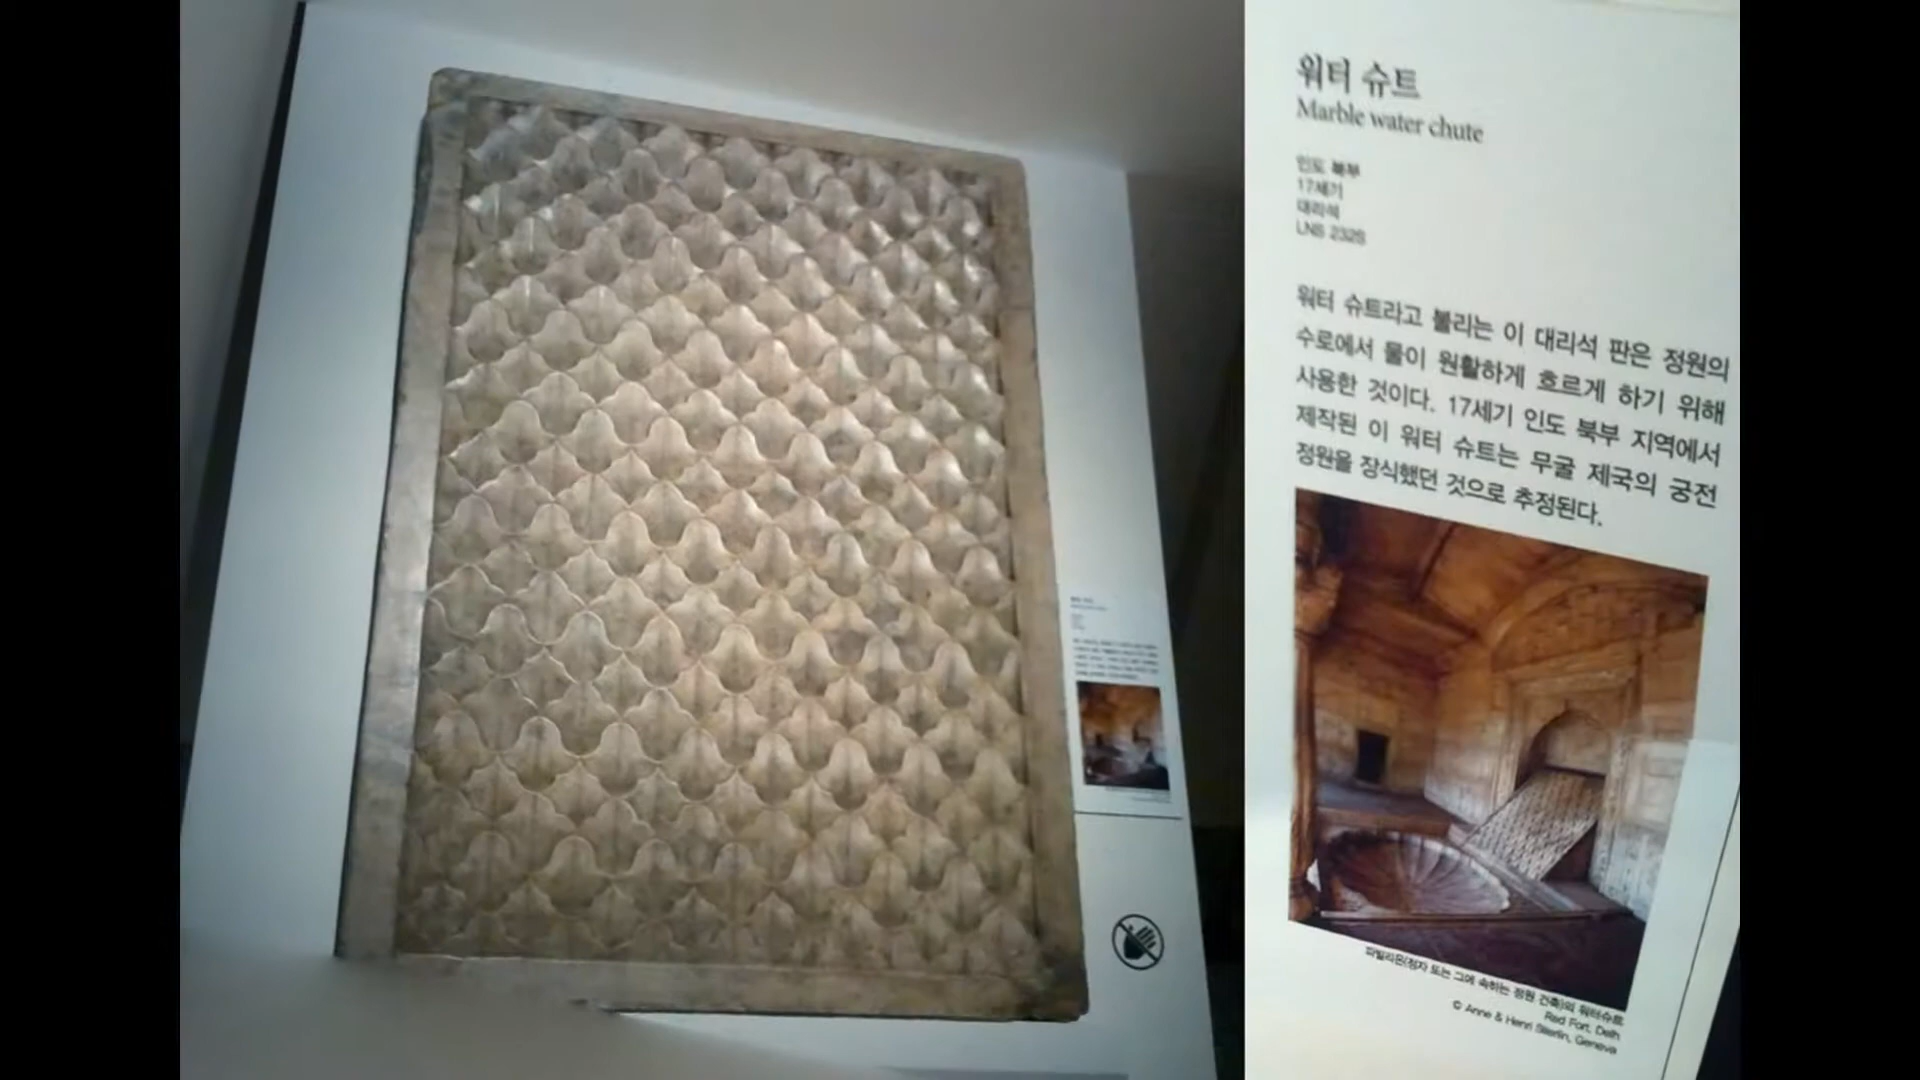 워터 슈트
Marble water chute
인도 북부
17세기
대리석
LNS 232S
워터 슈트라고 불리는 이 대리석 판은 정원의
수로에서 물이 원활하게 흐르게 하기 위해
사용한 것이다. 17세기 인도 북부 지역에서
제작된 이 워터 슈트는 무굴 제국의 궁전
정원을 장식했던 것으로 추정된다.
파빌리온(정자 또는 그에 속하는 정원 건축)의 워터슈트
Red Fort, Delhi
© Anne & Henri Stierlin, Geneva